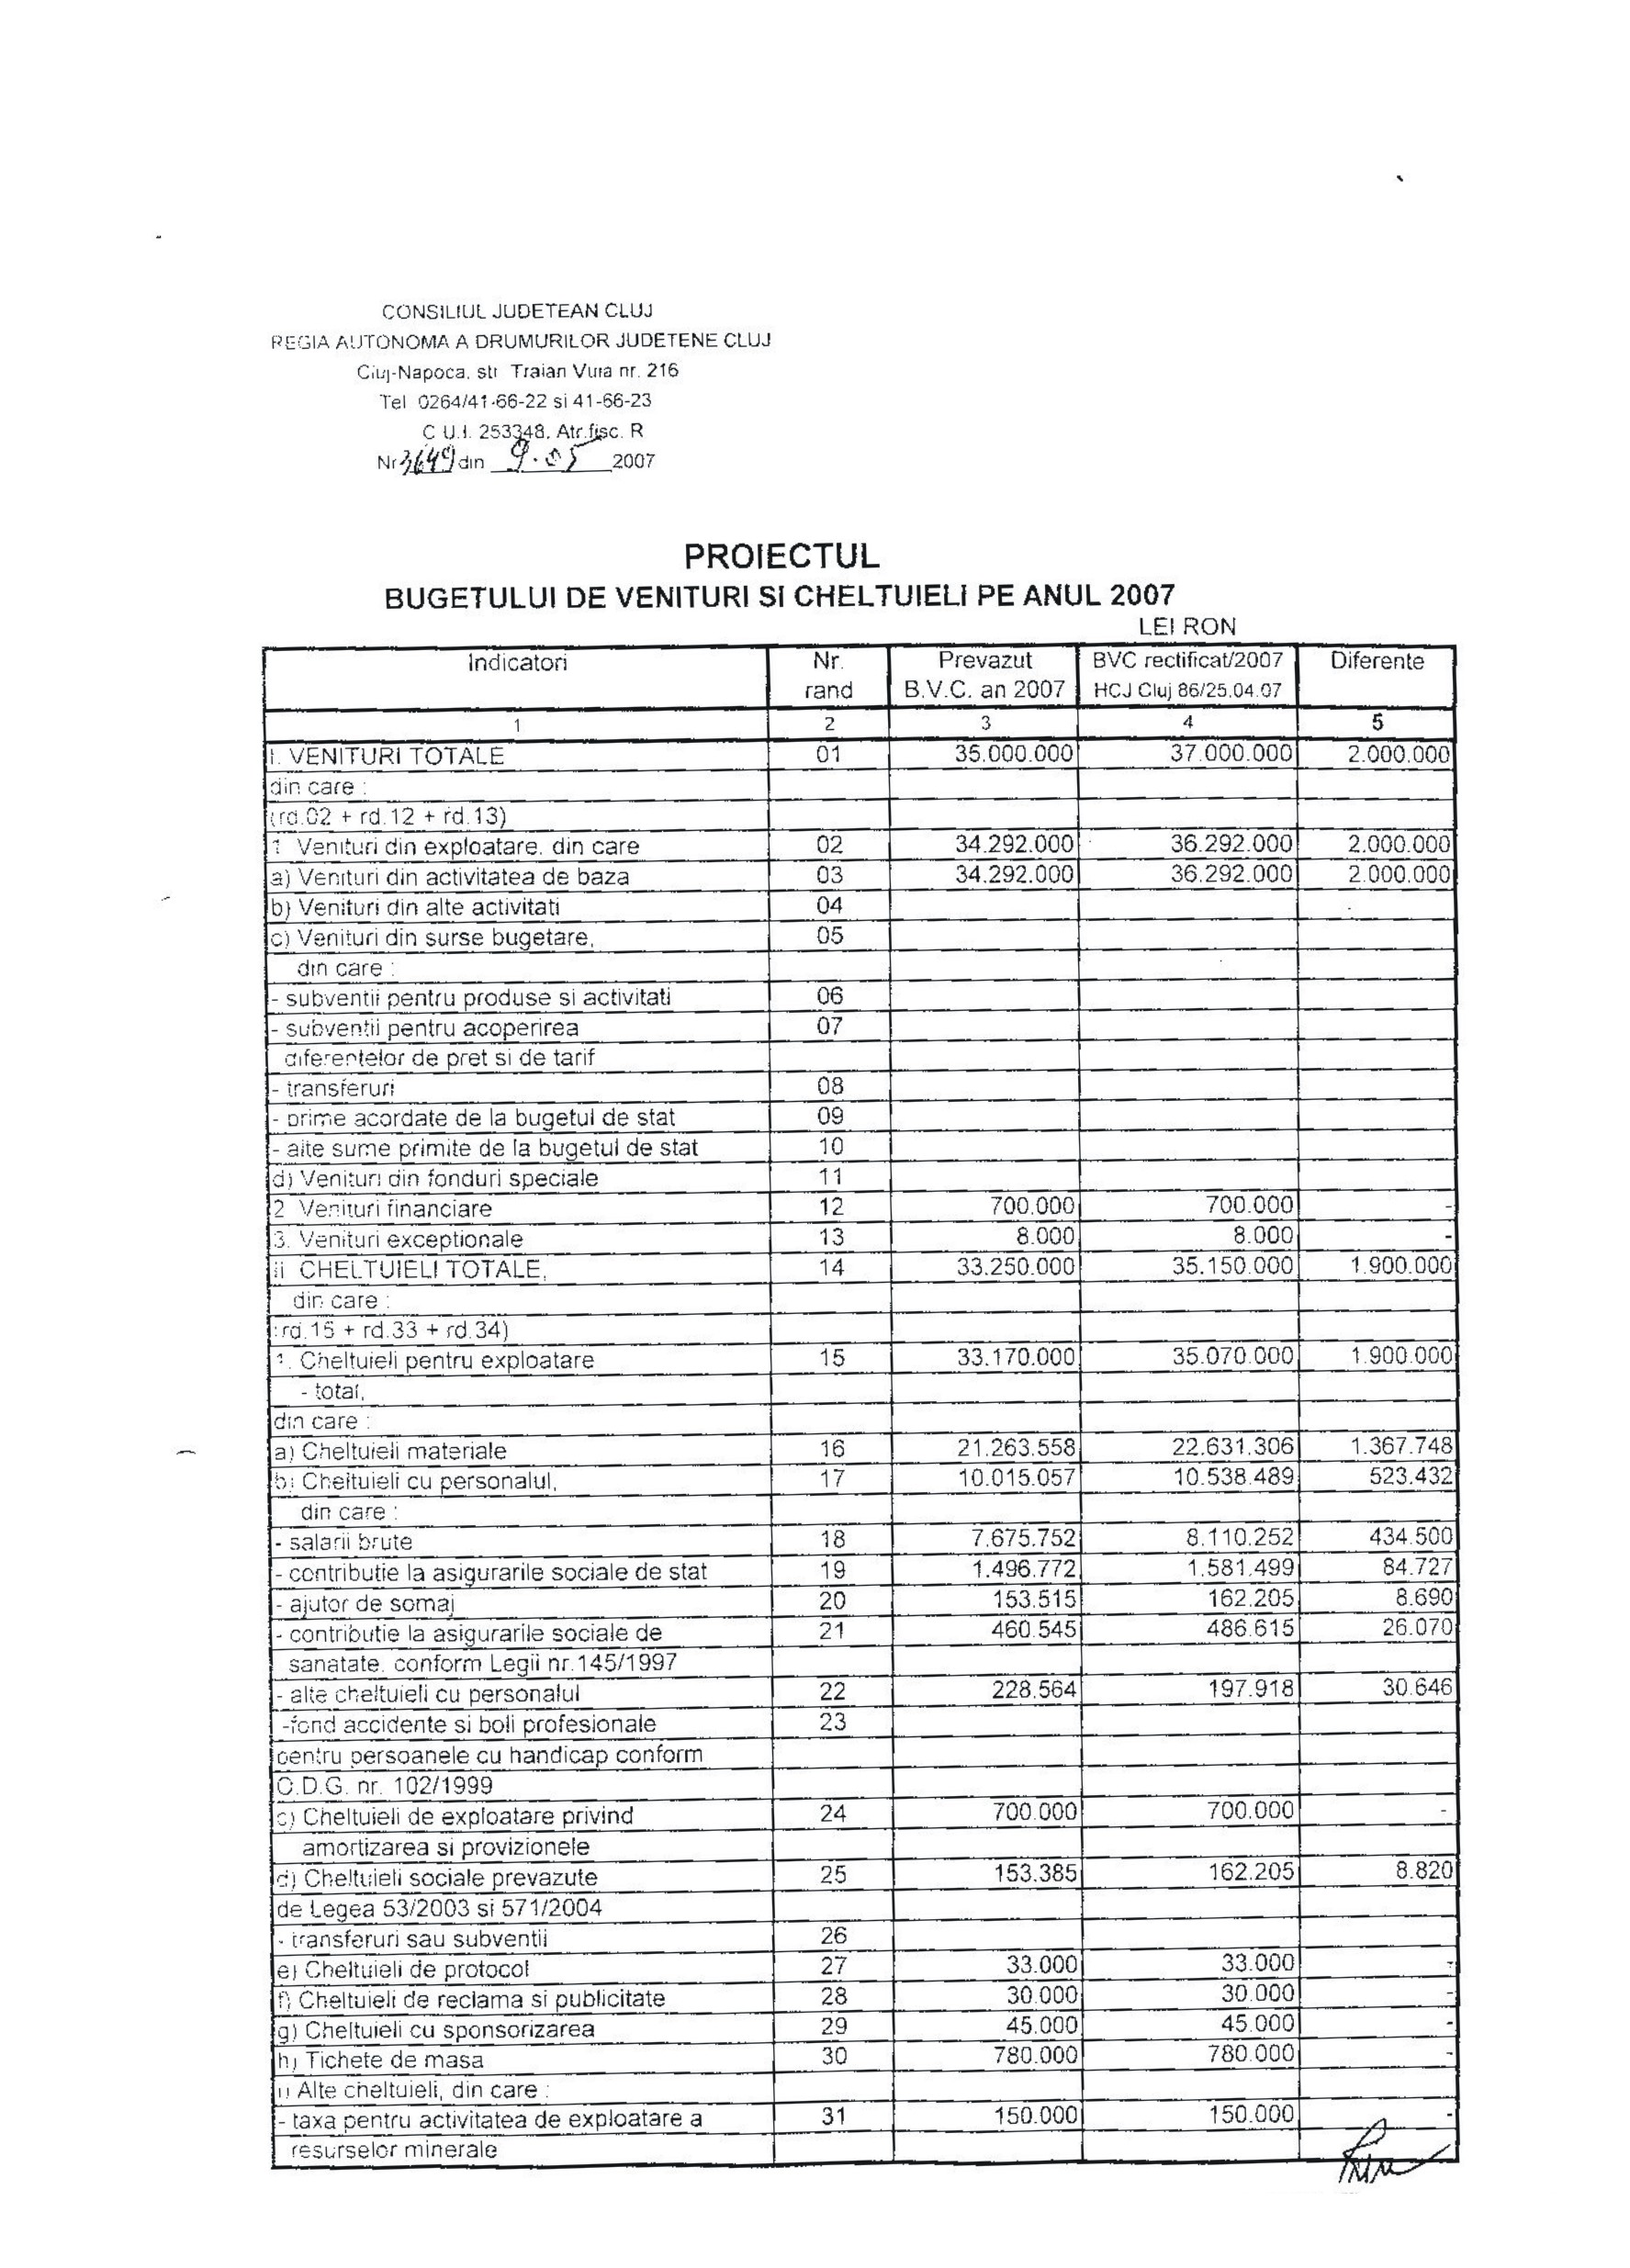 CONSILIUL JUDETEAN CLUJ
REGIA AUTONOMA A DRUMURILOR JUDETENE CLUJ
Cluj-Napoca, str Traian Vuia nr. 216
Tel 0264/41-66-22 si 41-66-23
C.U.I. 253348, Atr.fisc. R
Nr 3649 din 9.05 2007
PROIECTUL
BUGETULUI DE VENITURI SI CHELTUIELI PE ANUL 2007
LEI RON
Indicatori Nr. Prevazut BVC rectificat/2007 Diferente
rand B.V.C. an 2007 HCJ Cluj 86/25.04.07
1 2 3 4 5
I. VENITURI TOTALE 01 35.000.000 37.000.000 2.000.000
din care :
(rd.02 + rd.12 + rd.13)
1 Venituri din exploatare, din care 02 34.292.000 36.292.000 2.000.000
a) Venituri din activitatea de baza 03 34.292.000 36.292.000 2.000.000
b) Venituri din alte activitati 04
c) Venituri din surse bugetare, 05
din care :
- subventii pentru produse si activitati 06
- subventii pentru acoperirea 07
diferentelor de pret si de tarif
- transferuri 08
- prime acordate de la bugetul de stat 09
- alte sume primite de la bugetul de stat 10
d) Venituri din fonduri speciale 11
2 Venituri financiare 12 700.000 700.000 -
3. Venituri exceptionale 13 8.000 8.000 -
II CHELTUIELI TOTALE, 14 33.250.000 35.150.000 1.900.000
din care :
(rd.15 + rd.33 + rd.34)
1. Cheltuieli pentru exploatare 15 33.170.000 35.070.000 1.900.000
- total,
din care :
a) Cheltuieli materiale 16 21.263.558 22.631.306 1.367.748
b) Cheltuieli cu personalul, 17 10.015.057 10.538.489 523.432
din care :
- salarii brute 18 7.675.752 8.110.252 434.500
- contributie la asigurarile sociale de stat 19 1.496.772 1.581.499 84.727
- ajutor de somaj 20 153.515 162.205 8.690
- contributie la asigurarile sociale de 21 460.545 486.615 26.070
sanatate, conform Legii nr.145/1997
- alte cheltuieli cu personalul 22 228.564 197.918 30.646
-fond accidente si boli profesionale 23
pentru persoanele cu handicap conform
O.D.G. nr. 102/1999
c) Cheltuieli de exploatare privind 24 700.000 700.000 -
amortizarea si provizionele
d) Cheltuieli sociale prevazute 25 153.385 162.205 8.820
de Legea 53/2003 si 571/2004
- transferuri sau subventii 26
e) Cheltuieli de protocol 27 33.000 33.000 -
f) Cheltuieli de reclama si publicitate 28 30.000 30.000 -
g) Cheltuieli cu sponsorizarea 29 45.000 45.000 -
h) Tichete de masa 30 780.000 780.000 -
i) Alte cheltuieli, din care :
- taxa pentru activitatea de exploatare a 31 150.000 150.000 -
resurselor minerale